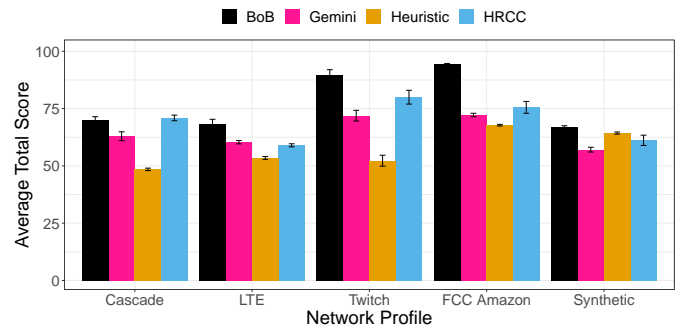 BoB Gemini Heuristic HRCC
100
75
50
25
0
Average Total Score
Cascade LTE Twitch FCC Amazon Synthetic
Network Profile